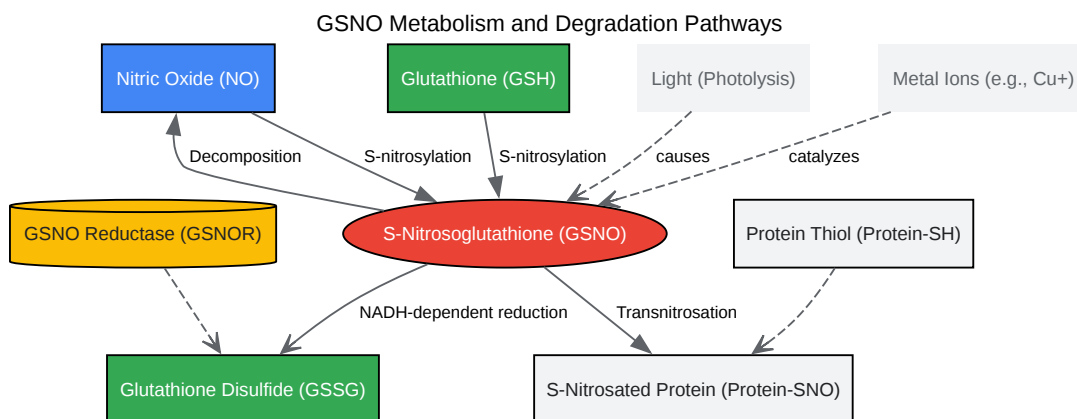 GSNO Metabolism and Degradation Pathways
Nitric Oxide (NO)
Glutathione (GSH)
Light (Photolysis)
Metal Ions (e.g., Cu+)
Decomposition
S-nitrosylation
S-nitrosylation
causes
catalyzes
GSNO Reductase (GSNOR)
S-Nitrosoglutathione (GSNO)
Protein Thiol (Protein-SH)
NADH-dependent reduction
Transnitrosation
Glutathione Disulfide (GSSG)
S-Nitrosated Protein (Protein-SNO)